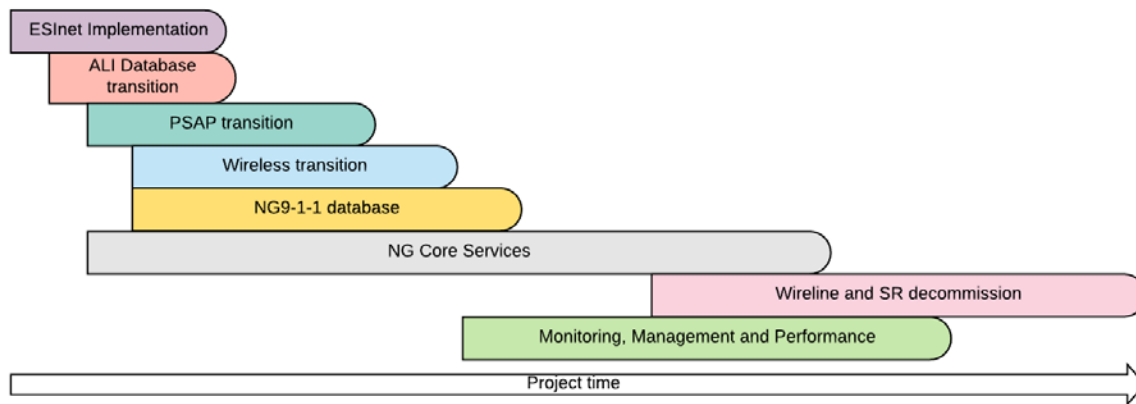 ESInet Implementation
ALI Database
transition
PSAP transition
Wireless transition
NG9-1-1 database
NG Core Services
Wireline and SR decommission
Monitoring, Management and Performance
Project time